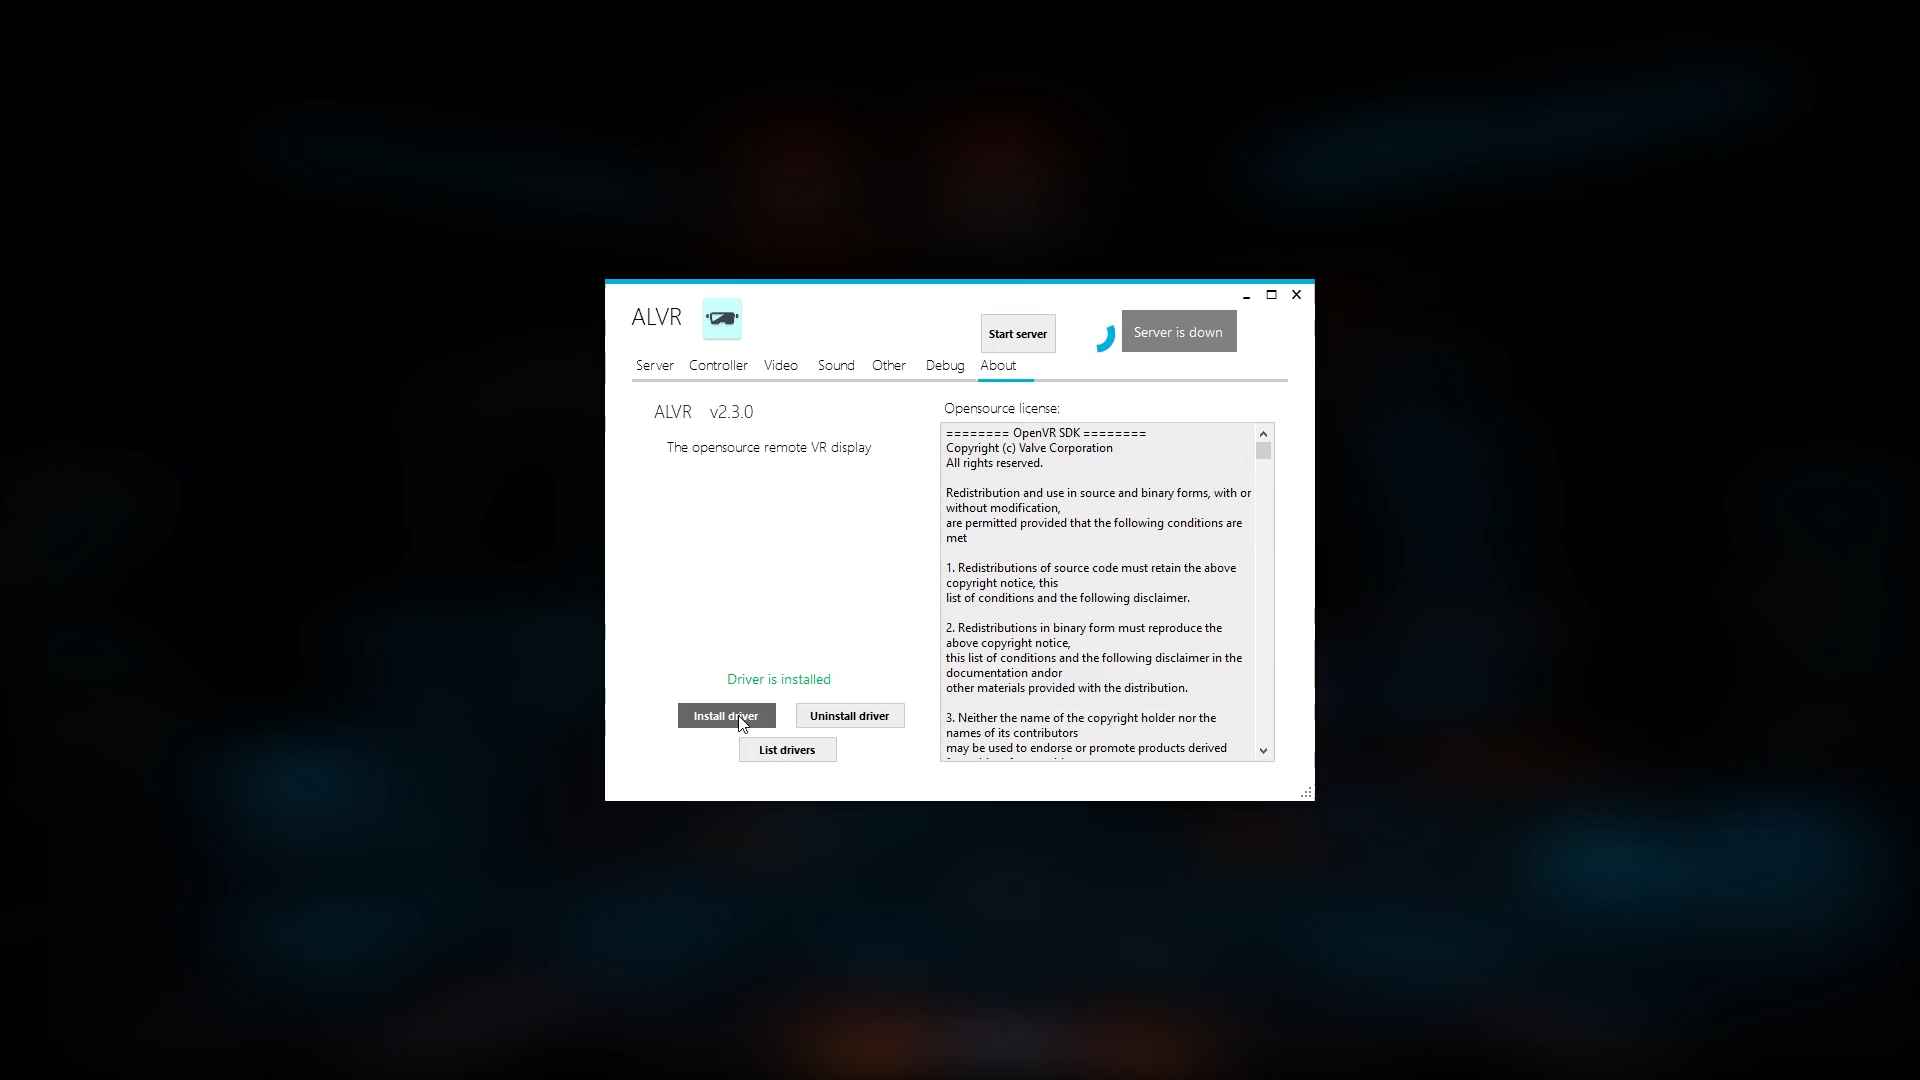 ALVR
Start server
Server is down
Server Controller Video Sound Other Debug About
ALVR v2.3.0
The opensource remote VR display
Driver is installed
Install driver
Uninstall driver
List drivers
Opensource license:
======== OpenVR SDK ========
Copyright (c) Valve Corporation
All rights reserved.
Redistribution and use in source and binary forms, with or
without modification,
are permitted provided that the following conditions are
met
1. Redistributions of source code must retain the above
copyright notice, this
list of conditions and the following disclaimer.
2. Redistributions in binary form must reproduce the
above copyright notice,
this list of conditions and the following disclaimer in the
documentation andor
other materials provided with the distribution.
3. Neither the name of the copyright holder nor the
names of its contributors
may be used to endorse or promote products derived